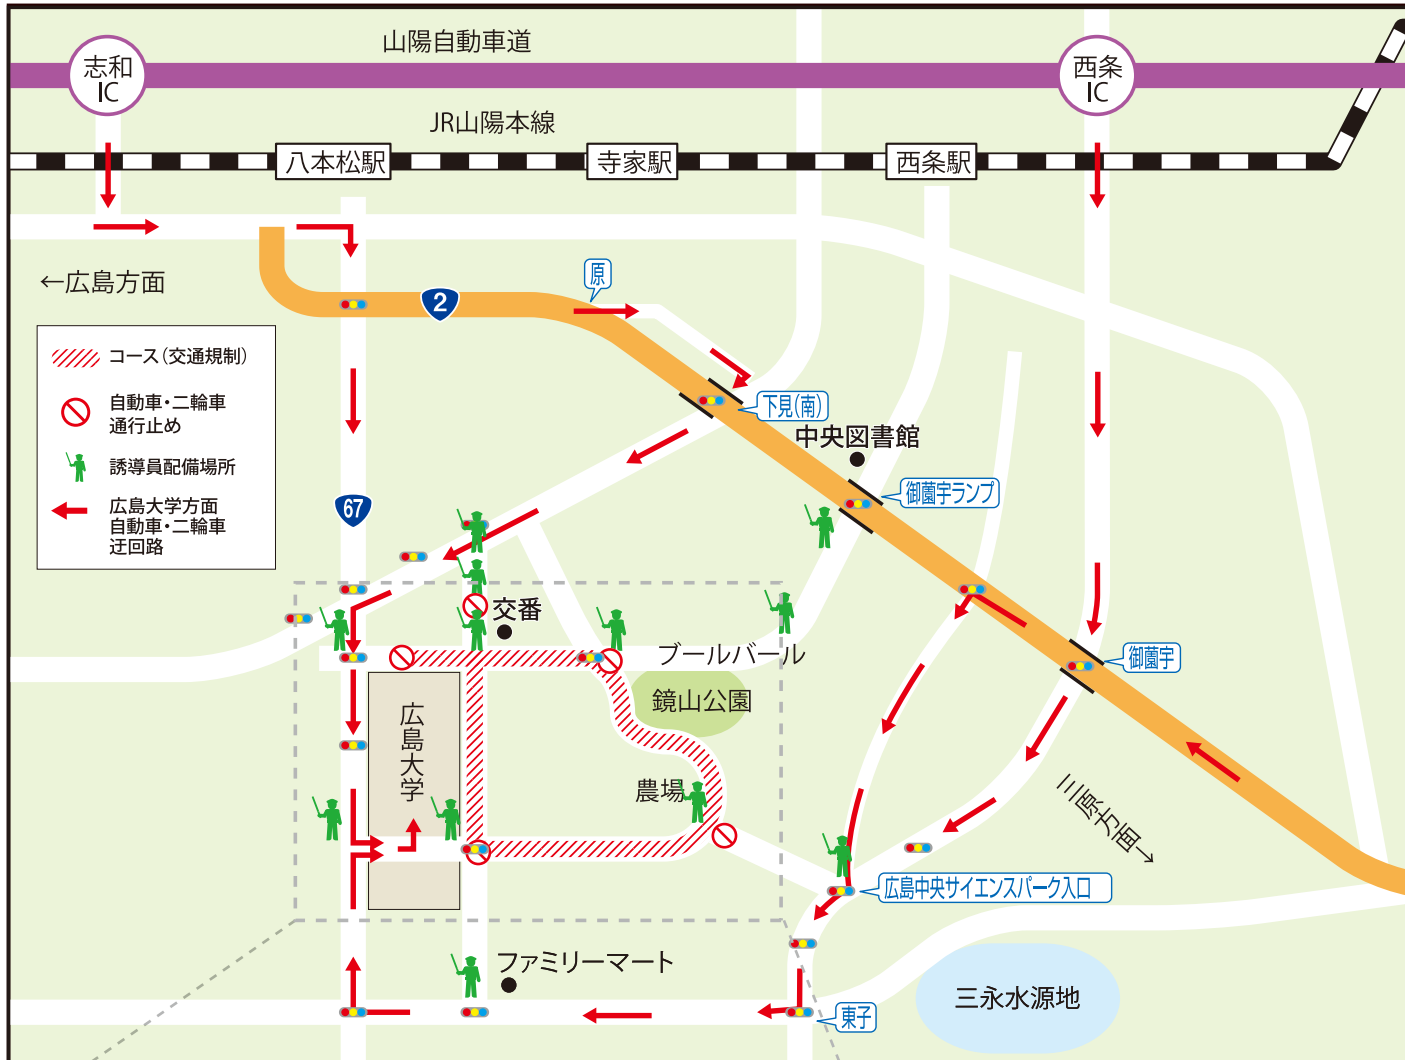 山陽自動車道
志和
IC
西条
IC
JR山陽本線
八本松駅
寺家駅
西条駅
←広島方面
原
2
コース（交通規制）
自動車・二輪車
通行止め
誘導員配備場所
広島大学方面
自動車・二輪車
迂回路
下見（南）
中央図書館
御薗宇ランプ
67
交番
ブールバール
御薗宇
鏡山公園
広島大学
農場
三原方面→
広島中央サイエンスパーク入口
ファミリーマート
三永水源地
東子